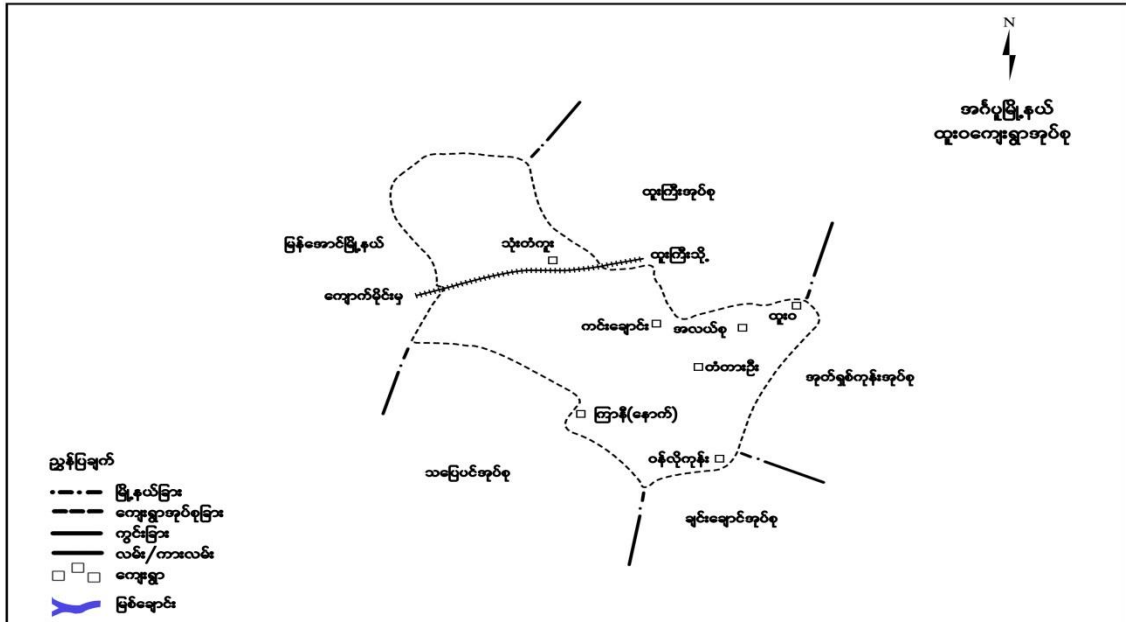 N
အင်္ဂပူမြို့နယ်
ထူးဝကျေးရွာအုပ်စု
ထူးကြီးအုပ်စု
မြန်အောင်မြို့နယ်
သုံးတံကူး
ထူးကြီးသို့
ကျောက်မိုင်းမှ
ထူးဝ
ကင်းချောင်း
အလယ်စု
တံတားဦး
အုတ်ရှစ်ကုန်းအုပ်စု
ကြာနီ(နောက်)
ဝန်လိုကုန်း
သပြေပင်အုပ်စု
ချင်းချောင်အုပ်စု
ညွှန်ပြချက်
မြို့နယ်ခြား
ကျေးရွာအုပ်စုခြား
ကွင်းခြား
လမ်း/ကားလမ်း
ကျေးရွာ
မြစ်ချောင်း